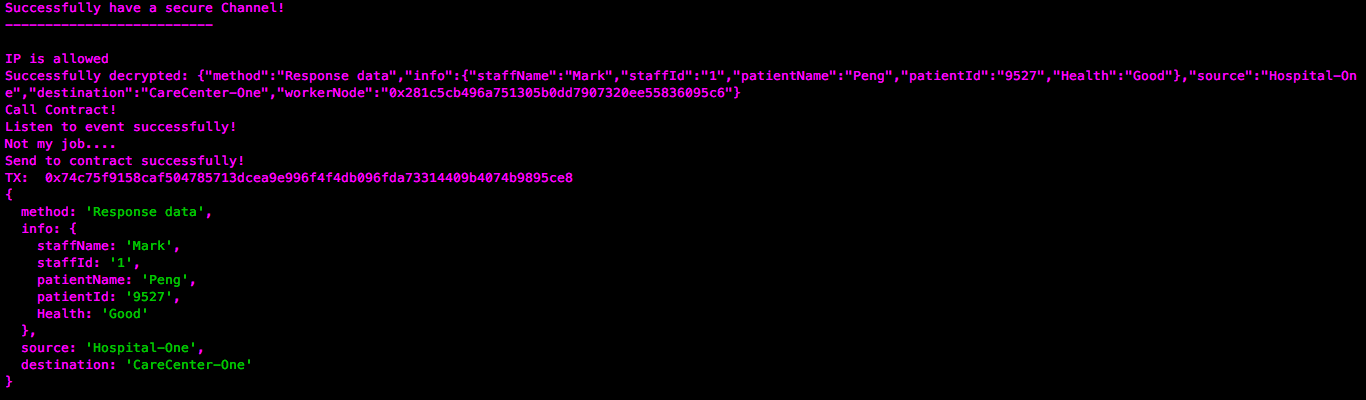 Successfully have a secure Channel!
--------------------------
IP is allowed
Successfully decrypted: {"method":"Response data","info":{"staffName":"Mark","staffId":"1","patientName":"Peng","patientId":"9527","Health":"Good"},"source":"Hospital-On
e","destination":"CareCenter-One","workerNode":"0x281c5cb496a751305b0dd7907320ee55836095c6"}
Call Contract!
Listen to event successfully!
Not my job....
Send to contract successfully!
TX:  0x74c75f9158caf504785713dcea9e996f4f4db096fda73314409b4074b9895ce8
{
  method: 'Response data',
  info: {
    staffName: 'Mark',
    staffId: '1',
    patientName: 'Peng',
    patientId: '9527',
    Health: 'Good'
  },
  source: 'Hospital-One',
  destination: 'CareCenter-One'
}